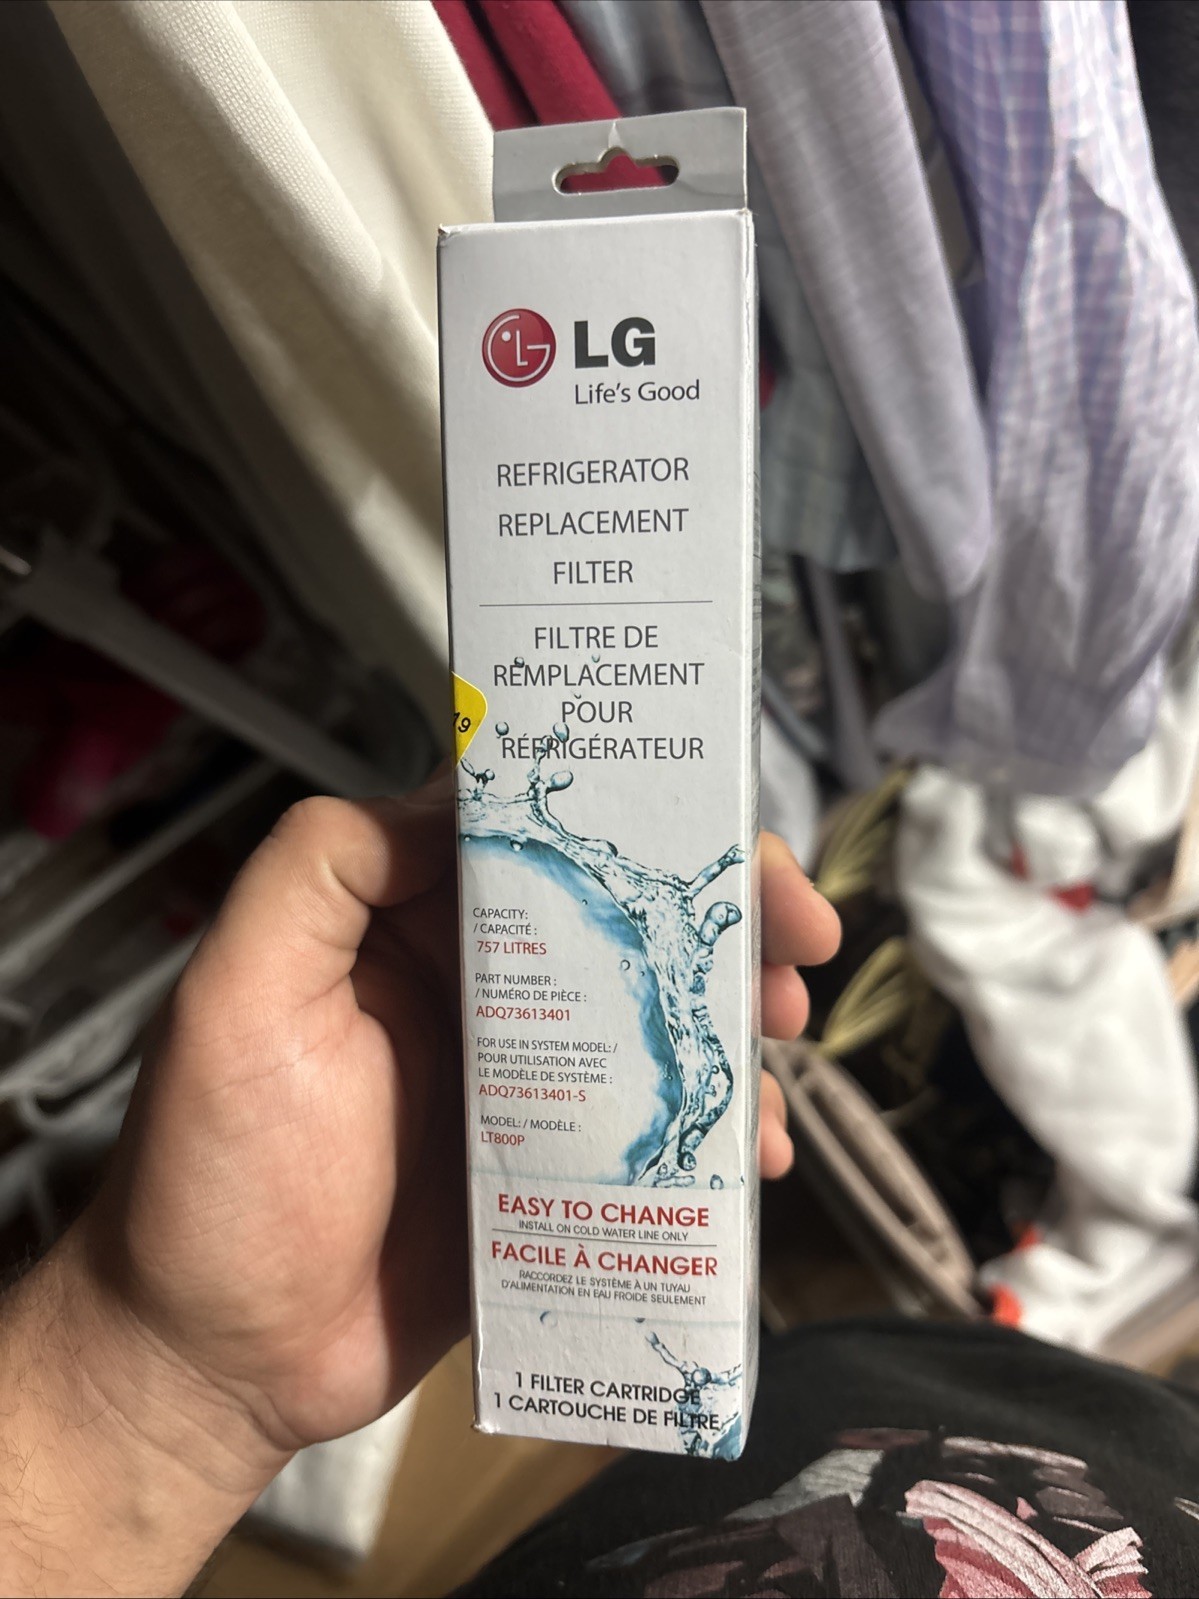 LG
Life's Good
REFRIGERATOR
REPLACEMENT
FILTER
FILTRE DE
REMPLACEMENT
POUR
RÉFRIGÉRATEUR
19
CAPACITY:
/ CAPACITÉ :
757 LITRES
PART NUMBER :
/ NUMÉRO DE PIÈCE :
ADQ73613401
FOR USE IN SYSTEM MODEL: /
POUR UTILISATION AVEC
LE MODÈLE DE SYSTÈME :
ADQ73613401-S
MODEL: / MODÈLE :
LT800P
EASY TO CHANGE
INSTALL ON COLD WATER LINE ONLY
FACILE À CHANGER
RACCORDEZ LE SYSTÈME À UN TUYAU
D'ALIMENTATION EN EAU FROIDE SEULEMENT
1 FILTER CARTRIDGE
1 CARTOUCHE DE FILTRE